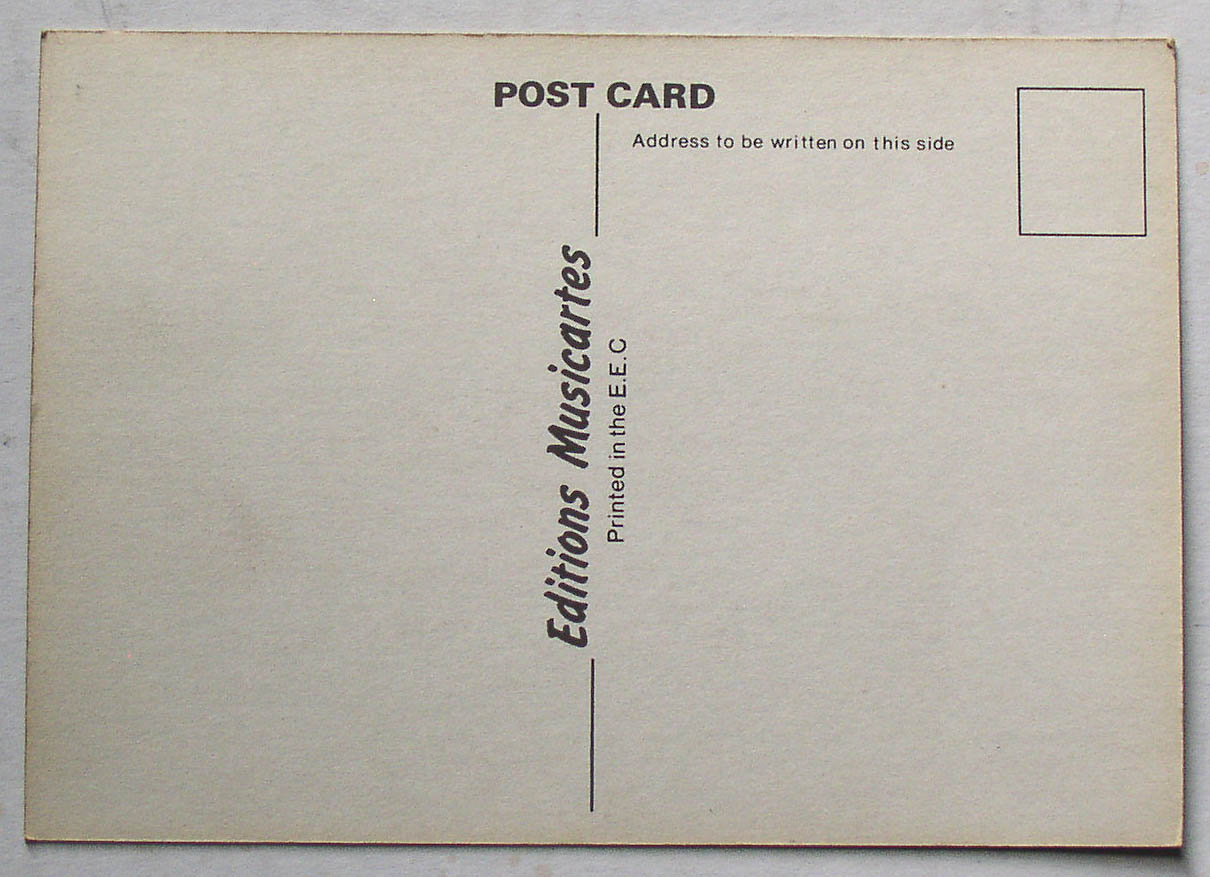 POST CARD
Address to be written on this side
Editions Musicartes
Printed in the E.E.C